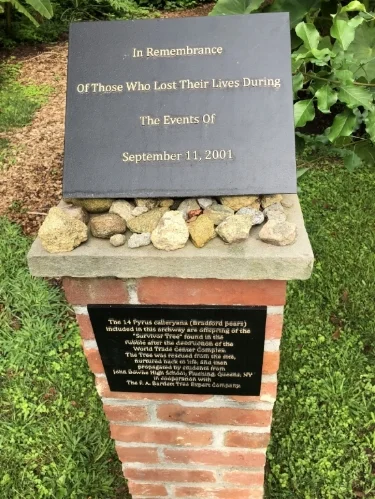 In Remembrance
Of Those Who Lost Their Lives During
The Events Of
September 11, 2001
The 14 Pyrus calleryana (Bradford pears)
included in this archway are offspring of the
"Survivor Tree" found in the
rubble after the destruction of the
World Trade Center Complex.
The Tree was rescued from the site,
nurtured back to life, and then
propagated by students from
John Bowne High School, Flushing, Queens, NY
in cooperation with
The F. A. Bartlett Tree Expert Company.